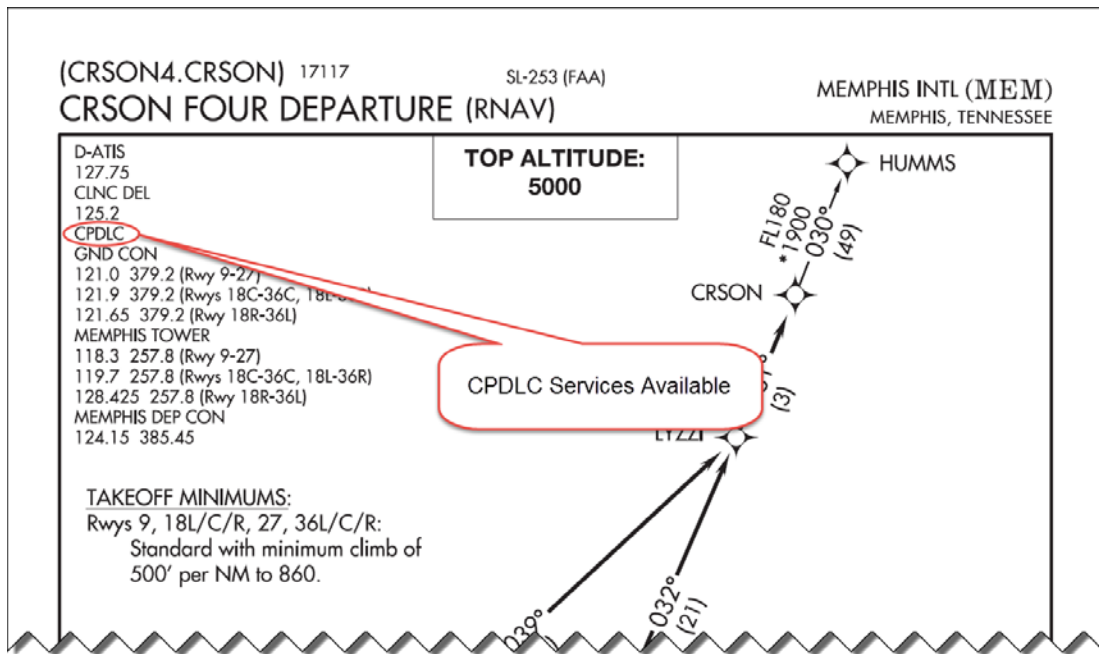 (CRSON4.CRSON) 17117
SL-253 (FAA)
CRSON FOUR DEPARTURE (RNAV)
MEMPHIS INTL (MEM)
MEMPHIS, TENNESSEE
D-ATIS
127.75
CLNC DEL
125.2
CPDLC
GND CON
121.0 379.2 (Rwy 9-27)
121.9 379.2 (Rwys 18C-36C, 18L-36R)
121.65 379.2 (Rwy 18R-36L)
MEMPHIS TOWER
118.3 257.8 (Rwy 9-27)
119.7 257.8 (Rwys 18C-36C, 18L-36R)
128.425 257.8 (Rwy 18R-36L)
MEMPHIS DEP CON
124.15 385.45
TOP ALTITUDE:
5000
HUMMS
FL180
*1900
030°
(49)
CRSON
(3)
CPDLC Services Available
LYZZI
TAKEOFF MINIMUMS:
Rwys 9, 18L/C/R, 27, 36L/C/R:
Standard with minimum climb of
500' per NM to 860.
039°
032°
(21)